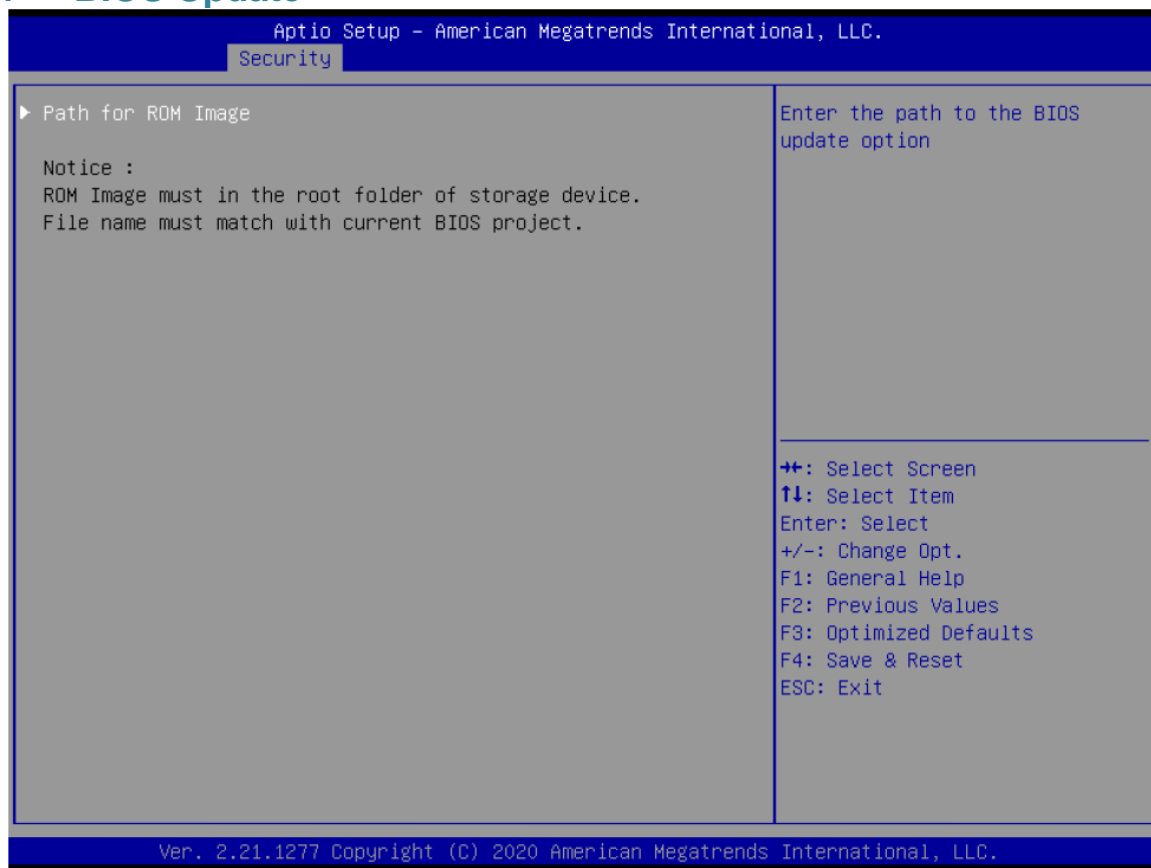 BIOS Update
Aptio Setup – American Megatrends International, LLC.
Security
Path for ROM Image
Notice :
ROM Image must in the root folder of storage device.
File name must match with current BIOS project.
Enter the path to the BIOS
update option
→←: Select Screen
↑↓: Select Item
Enter: Select
+/-: Change Opt.
F1: General Help
F2: Previous Values
F3: Optimized Defaults
F4: Save & Reset
ESC: Exit
Ver. 2.21.1277 Copyright (C) 2020 American Megatrends International, LLC.